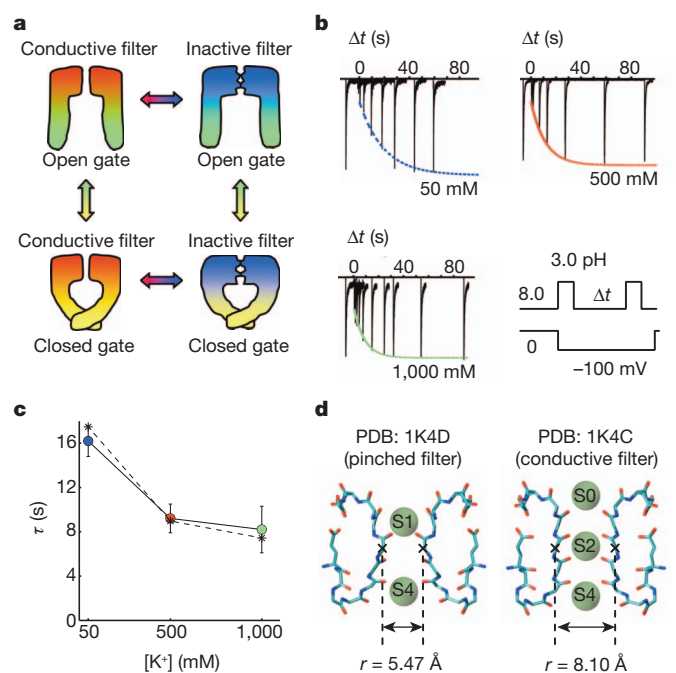 a
Conductive filter
Inactive filter
Open gate
Open gate
Conductive filter
Inactive filter
Closed gate
Closed gate
b
Δt (s)
0 40 80
50 mM
Δt (s)
0 40 80
500 mM
Δt (s)
0 40 80
1,000 mM
3.0 pH
8.0
Δt
0
−100 mV
c
16
12
8
4
0
τ (s)
50 500 1,000
[K+] (mM)
d
PDB: 1K4D
(pinched filter)
S1
S4
r = 5.47 Å
PDB: 1K4C
(conductive filter)
S0
S2
S4
r = 8.10 Å